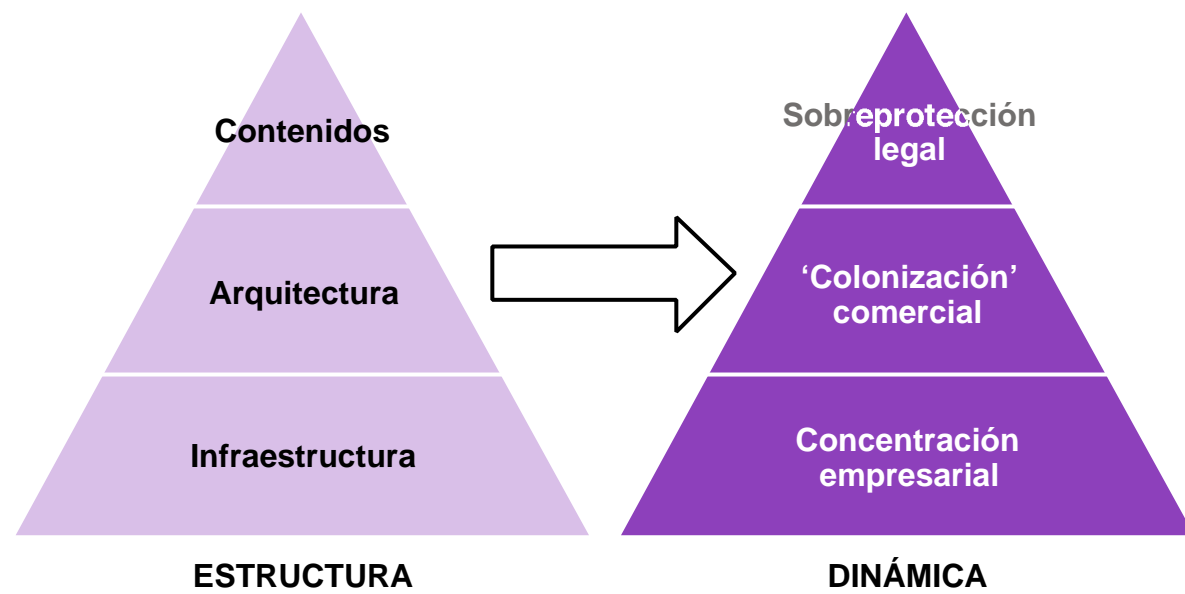 Contenidos
Arquitectura
Infraestructura
ESTRUCTURA
Sobreprotección
legal
‘Colonización’
comercial
Concentración
empresarial
DINÁMICA